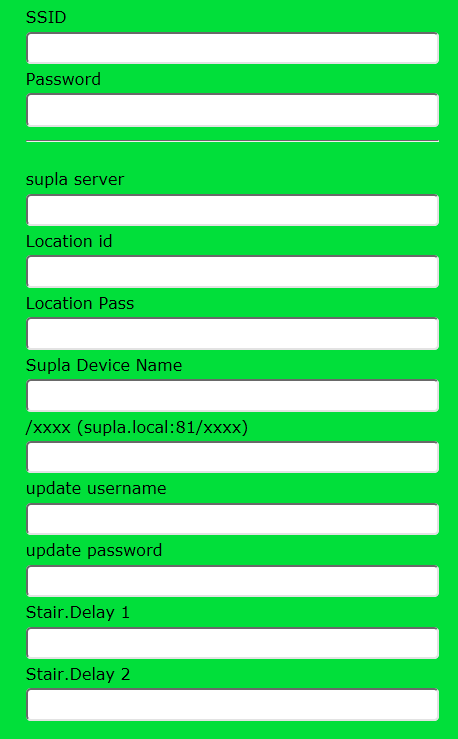 SSID
Password
supla server
Location id
Location Pass
Supla Device Name
/xxxx (supla.local:81/xxxx)
update username
update password
Stair.Delay 1
Stair.Delay 2